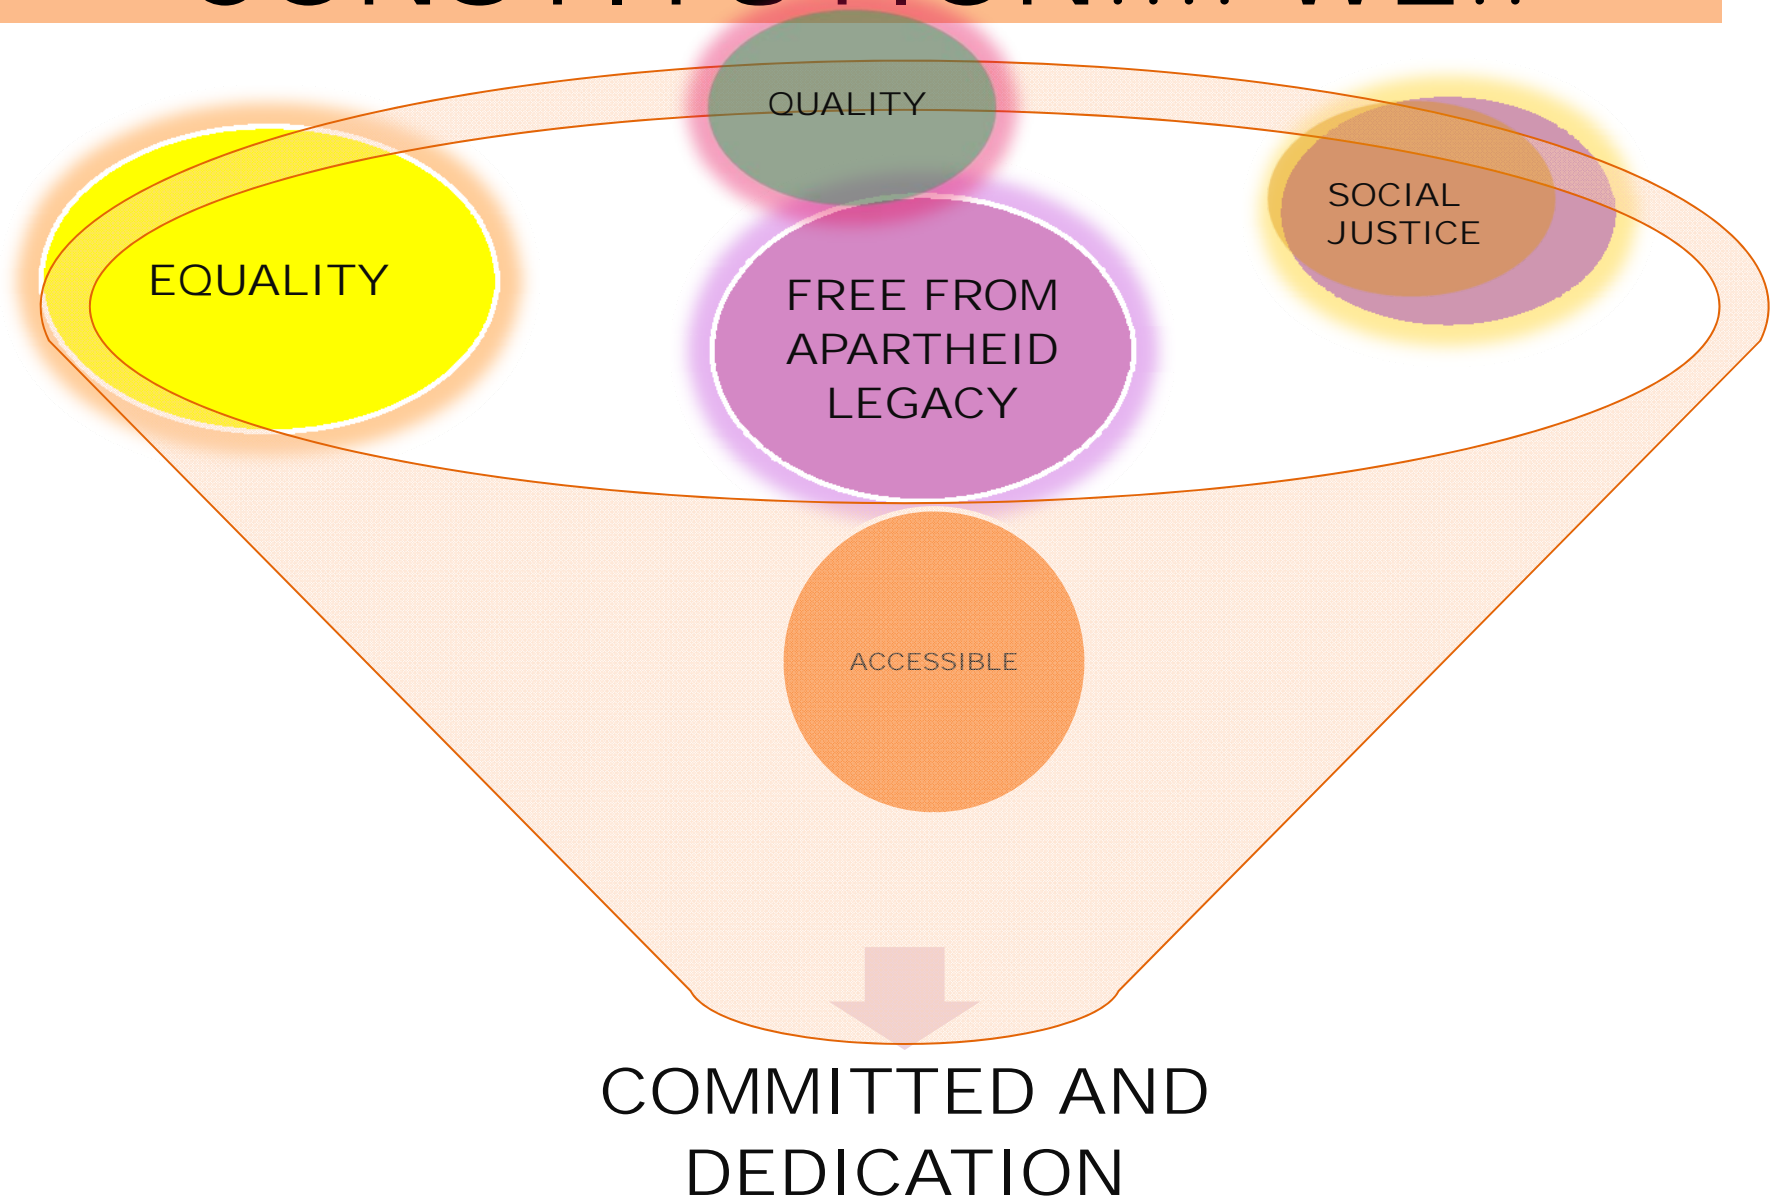 QUALITY
SOCIAL
JUSTICE
EQUALITY
FREE FROM
APARTHEID
LEGACY
ACCESSIBLE
COMMITTED AND
DEDICATION